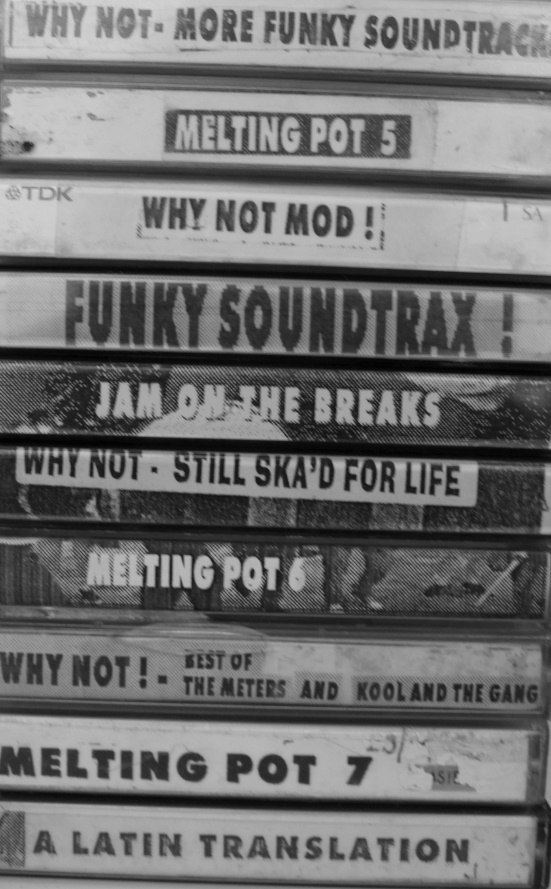 WHY NOT- MORE FUNKY SOUNDTRACK
MELTING POT 5
TDK
WHY NOT MOD !
SA
FUNKY SOUNDTRAX !
JAM ON THE BREAKS
WHY NOT - STILL SKA'D FOR LIFE
MELTING POT 6
WHY NOT ! - BEST OF
THE METERS AND KOOL AND THE GANG
MELTING POT 7
A LATIN TRANSLATION